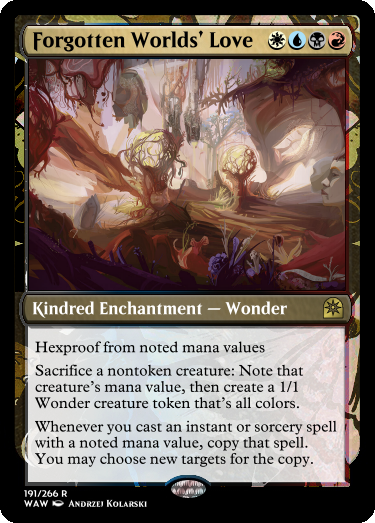 Forgotten Worlds' Love
Kindred Enchantment — Wonder
Hexproof from noted mana values
Sacrifice a nontoken creature: Note that
creature's mana value, then create a 1/1
Wonder creature token that's all colors.
Whenever you cast an instant or sorcery spell
with a noted mana value, copy that spell.
You may choose new targets for the copy.
191/266 R
WAW Andrzej Kolarski